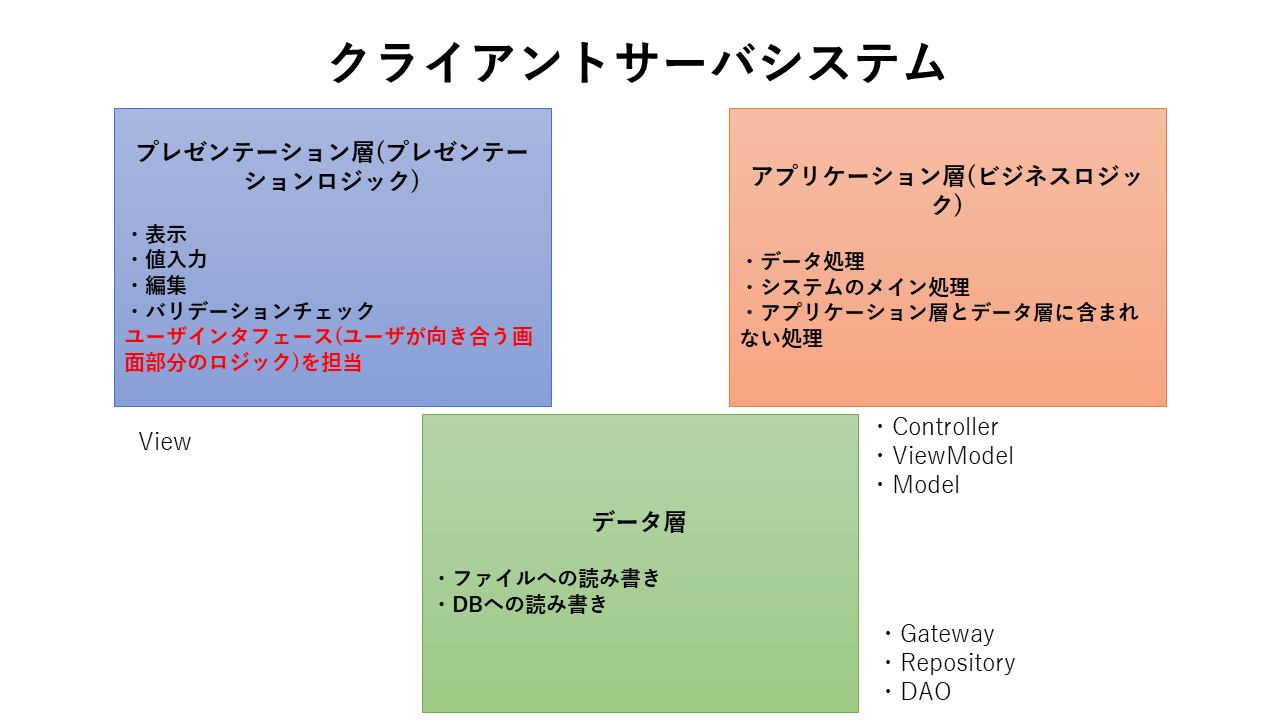 クライアントサーバシステム
プレゼンテーション層(プレゼンテー
ションロジック)
・表示
・値入力
・編集
・バリデーションチェック
ユーザインタフェース(ユーザが向き合う画
面部分のロジック)を担当
アプリケーション層(ビジネスロジッ
ク)
・データ処理
・システムのメイン処理
・アプリケーション層とデータ層に含まれ
ない処理
View
・Controller
・ViewModel
・Model
データ層
・ファイルへの読み書き
・DBへの読み書き
・Gateway
・Repository
・DAO